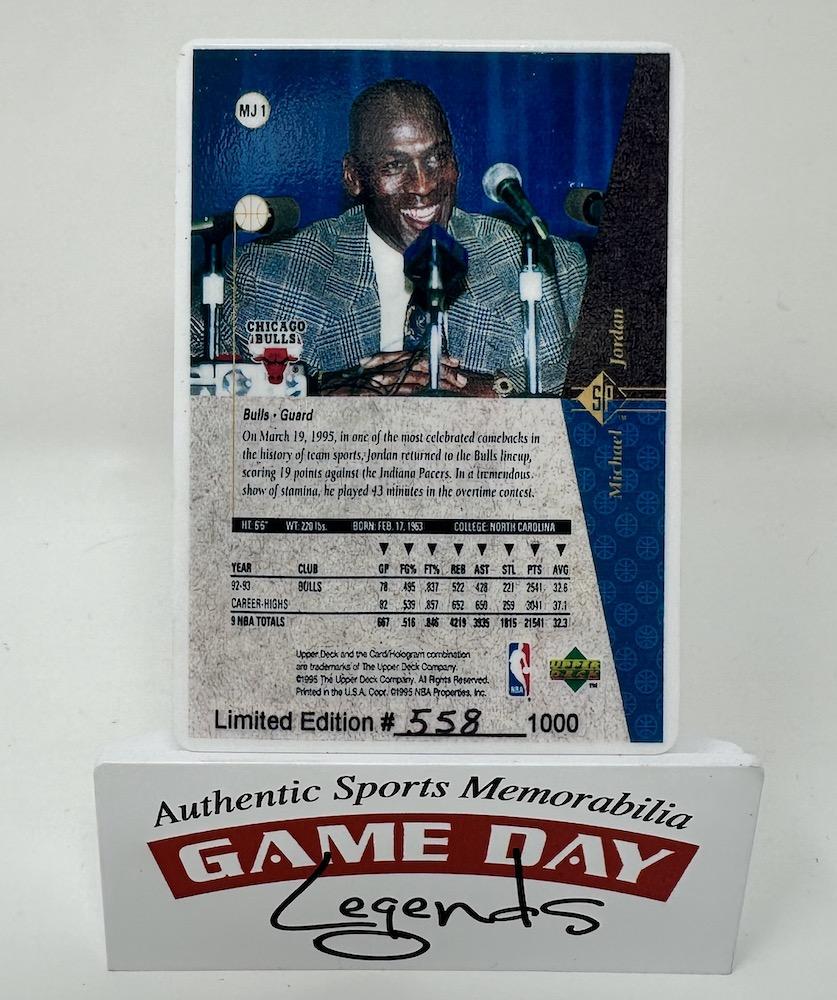 MJ 1
CHICAGO
BULLS
Michael Jordan
SP
TM
Bulls • Guard
On March 19, 1995, in one of the most celebrated comebacks in
the history of team sports, Jordan returned to the Bulls lineup,
scoring 19 points against the Indiana Pacers. In a tremendous
show of stamina, he played 43 minutes in the overtime contest.
HT: 6'6" WT: 220 lbs. BORN: FEB. 17, 1963 COLLEGE: NORTH CAROLINA
YEAR CLUB GP FG% FT% REB AST STL PTS AVG
92-93 BULLS 78 .495 .837 522 428 221 2541 32.6
CAREER-HIGHS 82 .539 .857 652 650 259 3041 37.1
9 NBA TOTALS 667 .516 .846 4219 3935 1815 21541 32.3
Upper Deck and the Card/Hologram combination
are trademarks of The Upper Deck Company.
©1995 The Upper Deck Company. All Rights Reserved.
Printed in the U.S.A. Copr. ©1995 NBA Properties, Inc.
NBA
UPPER
DECK
TM
Limited Edition # 558 1000
Authentic Sports Memorabilia
GAME DAY
Legends